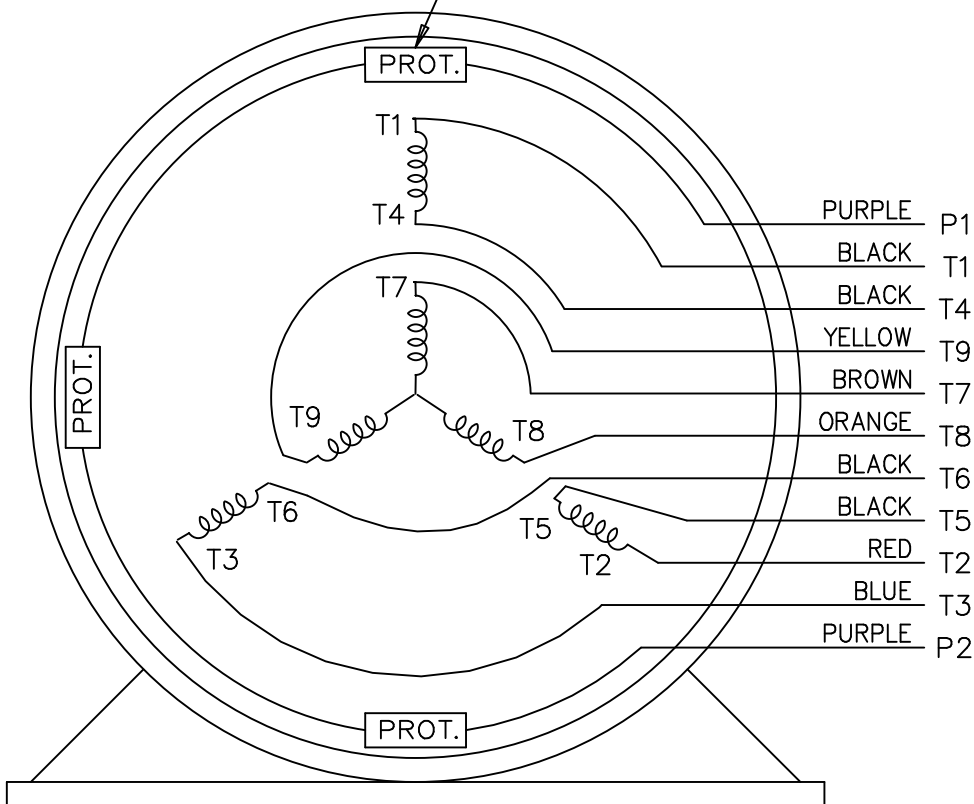 PROT.
T1
T4
PURPLE P1
BLACK T1
T7
BLACK T4
YELLOW T9
PROT.
BROWN T7
T9
T8
ORANGE T8
BLACK T6
T6
T5
BLACK T5
T3
T2
RED T2
BLUE T3
PURPLE P2
PROT.